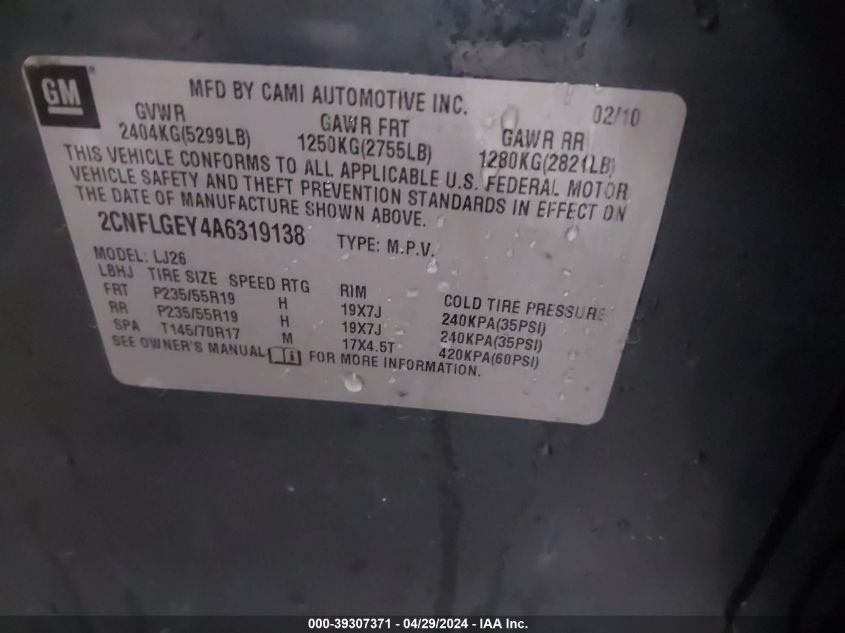 GM
MFD BY CAMI AUTOMOTIVE INC. 02/10
GVWR GAWR FRT GAWR RR
2404KG(5299LB) 1250KG(2755LB) 1280KG(2821LB)
THIS VEHICLE CONFORMS TO ALL APPLICABLE U.S. FEDERAL MOTOR
VEHICLE SAFETY AND THEFT PREVENTION STANDARDS IN EFFECT ON
THE DATE OF MANUFACTURE SHOWN ABOVE.
2CNFLGEY4A6319138 TYPE: M.P.V.
MODEL: LJ26
LBHJ TIRE SIZE SPEED RTG RIM COLD TIRE PRESSURE
FRT P235/55R19 H 19X7J 240KPA(35PSI)
RR P235/55R19 H 19X7J 240KPA(35PSI)
SPA T145/70R17 M 17X4.5T 420KPA(60PSI)
SEE OWNER'S MANUAL FOR MORE INFORMATION.
000-39307371 - 04/29/2024 - IAA Inc.